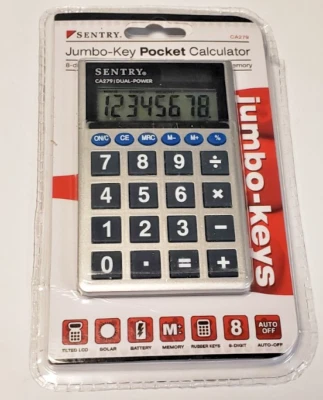 SENTRY®
CA279
Jumbo-Key Pocket Calculator
8-d
emory
SENTRY®
CA279|DUAL-POWER
12345678
ON/C CE MRC M- M+ %
7 8 9 ÷
4 5 6 ×
1 2 3 −
0 · = +
jumbo-keys
M: 8 AUTO OFF
TILTED LCD SOLAR BATTERY MEMORY RUBBER KEYS 8-DIGIT AUTO-OFF